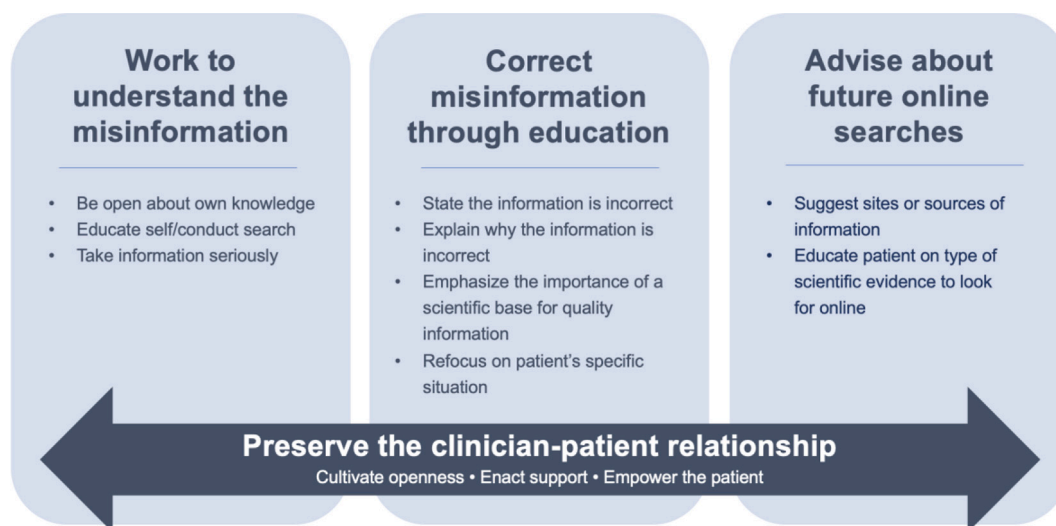 Work to
understand the
misinformation
• Be open about own knowledge
• Educate self/conduct search
• Take information seriously
Correct
misinformation
through education
• State the information is incorrect
• Explain why the information is
incorrect
• Emphasize the importance of a
scientific base for quality
information
• Refocus on patient's specific
situation
Advise about
future online
searches
• Suggest sites or sources of
information
• Educate patient on type of
scientific evidence to look
for online
Preserve the clinician-patient relationship
Cultivate openness • Enact support • Empower the patient